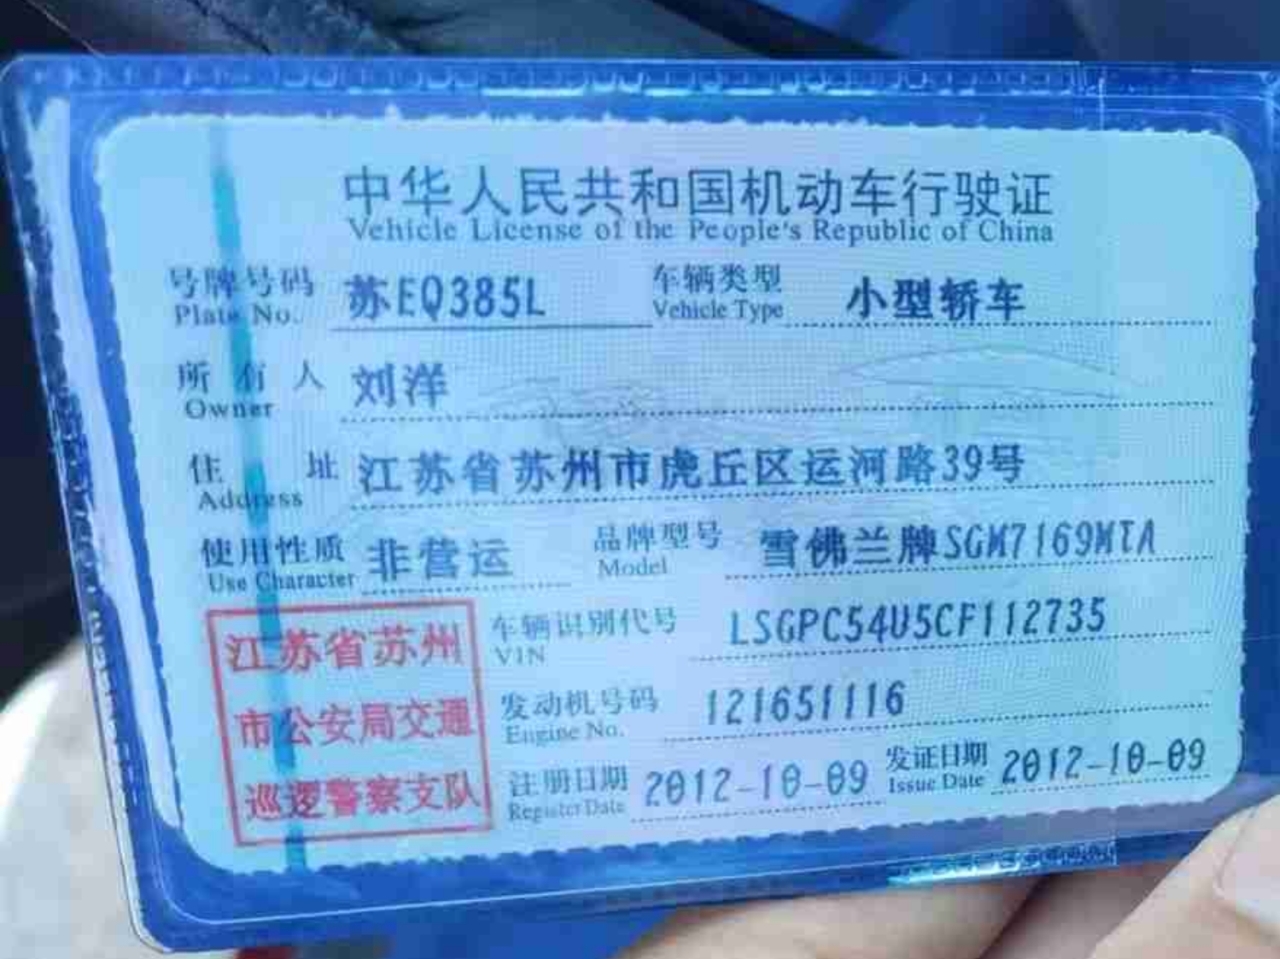 中华人民共和国机动车行驶证
Vehicle License of the People's Republic of China
号牌号码 苏EQ385L 车辆类型 小型轿车
Plate No. Vehicle Type
所有人 刘洋
Owner
住址 江苏省苏州市虎丘区运河路39号
Address
使用性质 非营运 品牌型号 雪佛兰牌SGM7169MTA
Use Character Model
江苏省苏州
市公安局交通
巡逻警察支队
车辆识别代号 LSGPC54U5CF112735
VIN
发动机号码 121651116
Engine No.
注册日期 2012-10-09 发证日期 2012-10-09
Register Date Issue Date